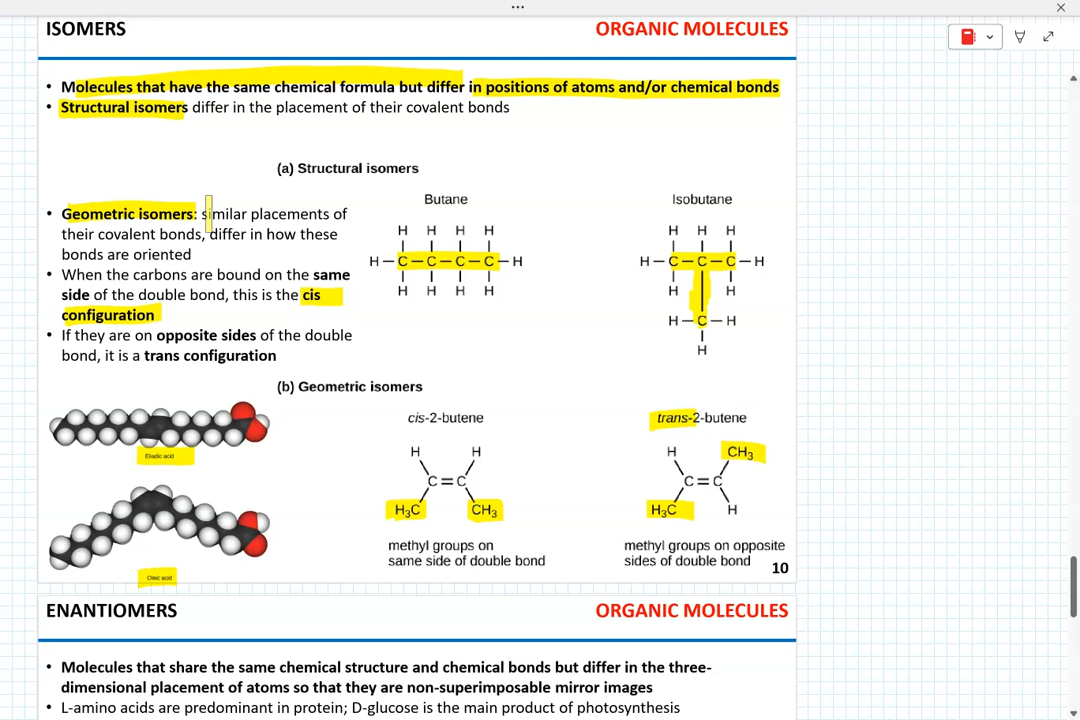 ISOMERS
ORGANIC MOLECULES
• Molecules that have the same chemical formula but differ in positions of atoms and/or chemical bonds
• Structural isomers differ in the placement of their covalent bonds
(a) Structural isomers
• Geometric isomers: similar placements of
their covalent bonds, differ in how these
bonds are oriented
• When the carbons are bound on the same
side of the double bond, this is the cis
configuration
• If they are on opposite sides of the double
bond, it is a trans configuration
Butane
H H H H
H – C – C – C – C – H
H H H H
Isobutane
H H H
H – C – C – C – H
H H
H – C – H
H
(b) Geometric isomers
Eliadic acid
Oleic acid
cis-2-butene
H H
C = C
H₃C CH₃
methyl groups on
same side of double bond
trans-2-butene
H CH₃
C = C
H₃C H
methyl groups on opposite
sides of double bond
10
ENANTIOMERS
ORGANIC MOLECULES
• Molecules that share the same chemical structure and chemical bonds but differ in the three-
dimensional placement of atoms so that they are non-superimposable mirror images
• L-amino acids are predominant in protein; D-glucose is the main product of photosynthesis